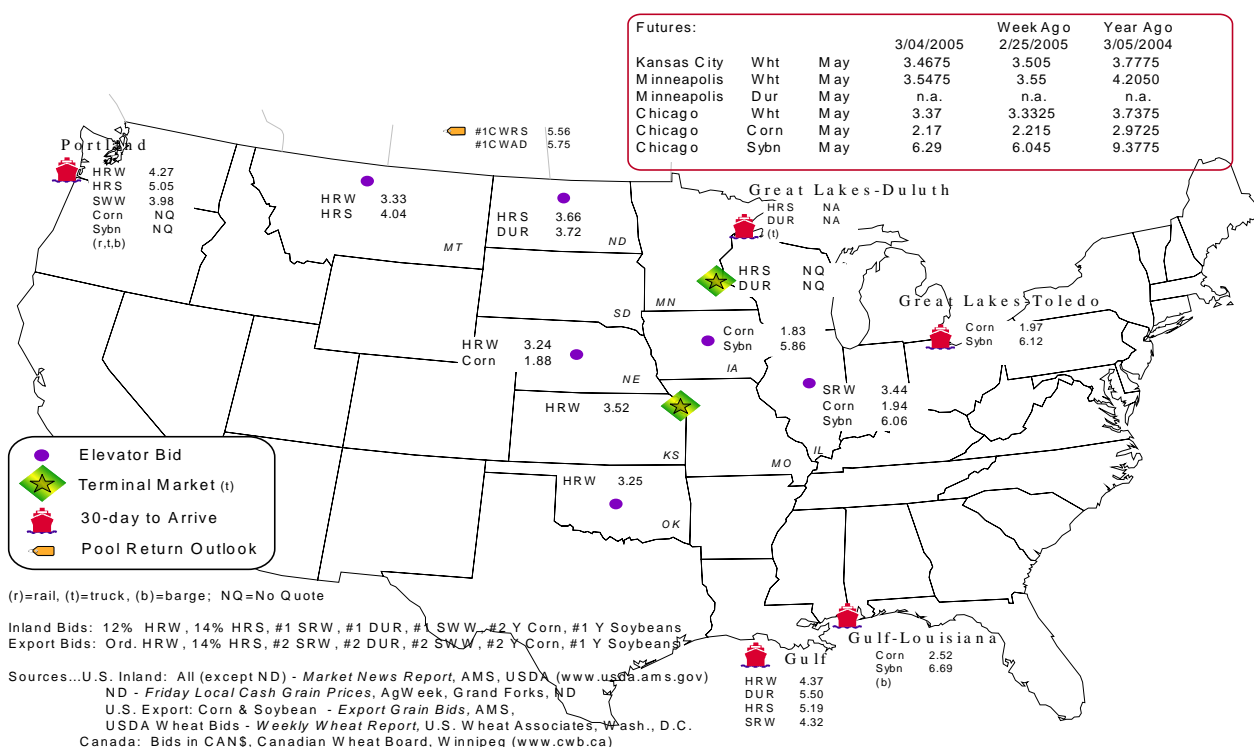 Futures: Week Ago Year Ago
3/04/2005 2/25/2005 3/05/2004
Kansas City Wht May 3.4675 3.505 3.7775
Minneapolis Wht May 3.5475 3.55 4.2050
Minneapolis Dur May n.a. n.a. n.a.
Chicago Wht May 3.37 3.3325 3.7375
Chicago Corn May 2.17 2.215 2.9725
Chicago Sybn May 6.29 6.045 9.3775
#1CWRS 5.56
#1CWAD 5.75
Portland
HRW 4.27
HRS 5.05
SWW 3.98
Corn NQ
Sybn NQ
(r,t,b)
HRW 3.33
HRS 4.04
MT
HRS 3.66
DUR 3.72
ND
Great Lakes-Duluth
HRS NA
DUR NA
(t)
HRS NQ
DUR NQ
MN
SD
Great Lakes-Toledo
Corn 1.97
Sybn 6.12
Corn 1.83
Sybn 5.86
IA
HRW 3.24
Corn 1.88
NE
SRW 3.44
Corn 1.94
Sybn 6.06
IL
HRW 3.52
KS
MO
HRW 3.25
OK
Elevator Bid
Terminal Market (t)
30-day to Arrive
Pool Return Outlook
Gulf-Louisiana
Corn 2.52
Sybn 6.69
(b)
Gulf
HRW 4.37
DUR 5.50
HRS 5.19
SRW 4.32
(r)=rail, (t)=truck, (b)=barge; NQ=No Quote
Inland Bids: 12% HRW, 14% HRS, #1 SRW, #1 DUR, #1 SWW, #2 Y Corn, #1 Y Soybeans
Export Bids: Ord. HRW, 14% HRS, #2 SRW, #2 DUR, #2 SWW, #2 Y Corn, #1 Y Soybeans
Sources...U.S. Inland: All (except ND) - Market News Report, AMS, USDA (www.usda.ams.gov)
ND - Friday Local Cash Grain Prices, AgWeek, Grand Forks, ND
U.S. Export: Corn & Soybean - Export Grain Bids, AMS,
USDA Wheat Bids - Weekly Wheat Report, U.S. Wheat Associates, Wash., D.C.
Canada: Bids in CAN$, Canadian Wheat Board, Winnipeg (www.cwb.ca)